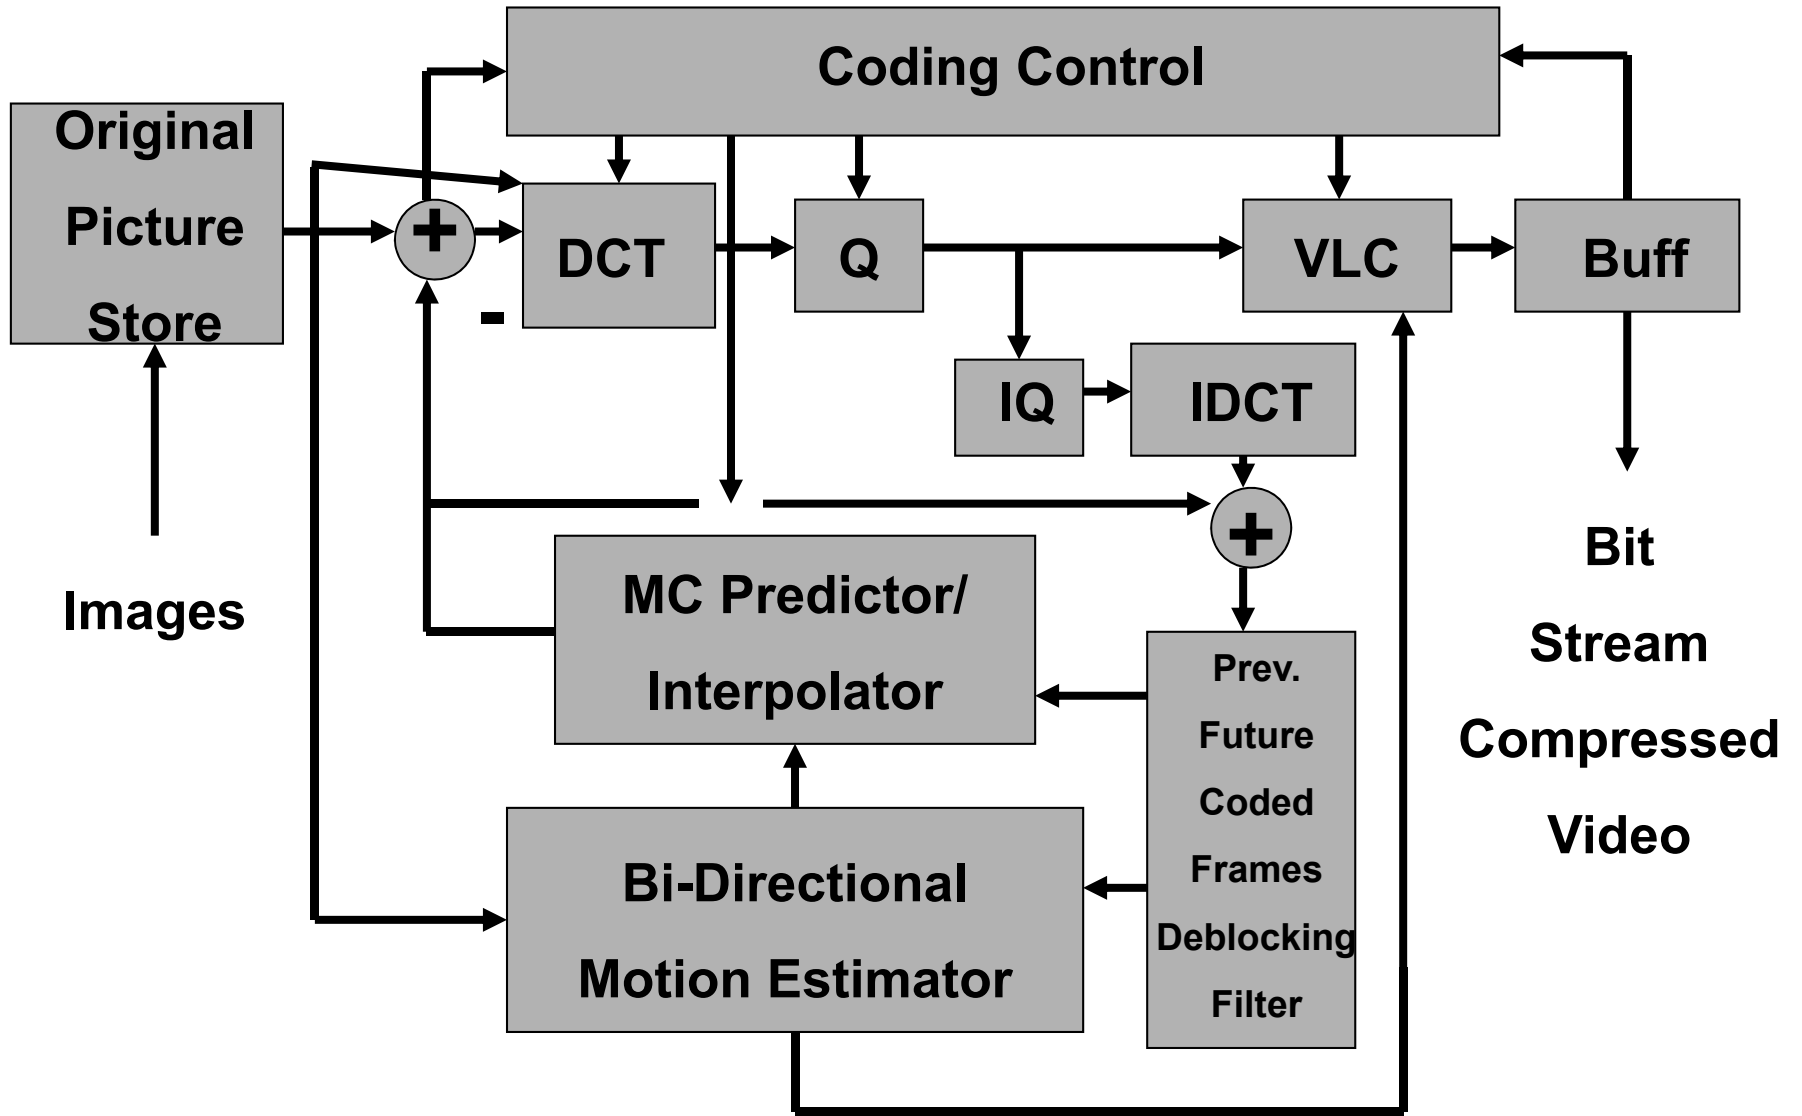 Coding Control
Original
Picture
Store
+
DCT
Q
VLC
Buff
-
IQ
IDCT
+
Images
MC Predictor/
Interpolator
Prev.
Future
Coded
Frames
Deblocking
Filter
Bi-Directional
Motion Estimator
Bit
Stream
Compressed
Video